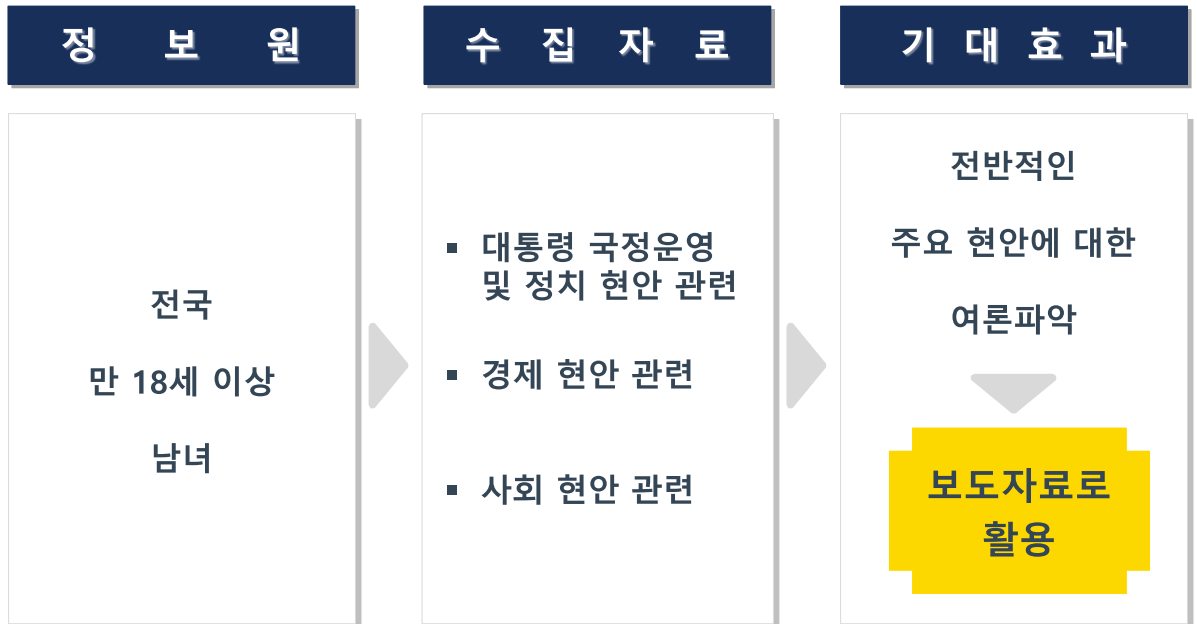 정 보 원
전국
만 18세 이상
남녀
수 집 자 료
▪ 대통령 국정운영
및 정치 현안 관련
▪ 경제 현안 관련
▪ 사회 현안 관련
기 대 효 과
전반적인
주요 현안에 대한
여론파악
보도자료로
활용